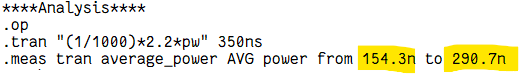 ****Analysis****
.op
.tran "(1/1000)*2.2*pw" 350ns
.meas tran average_power AVG power from 154.3n to 290.7n